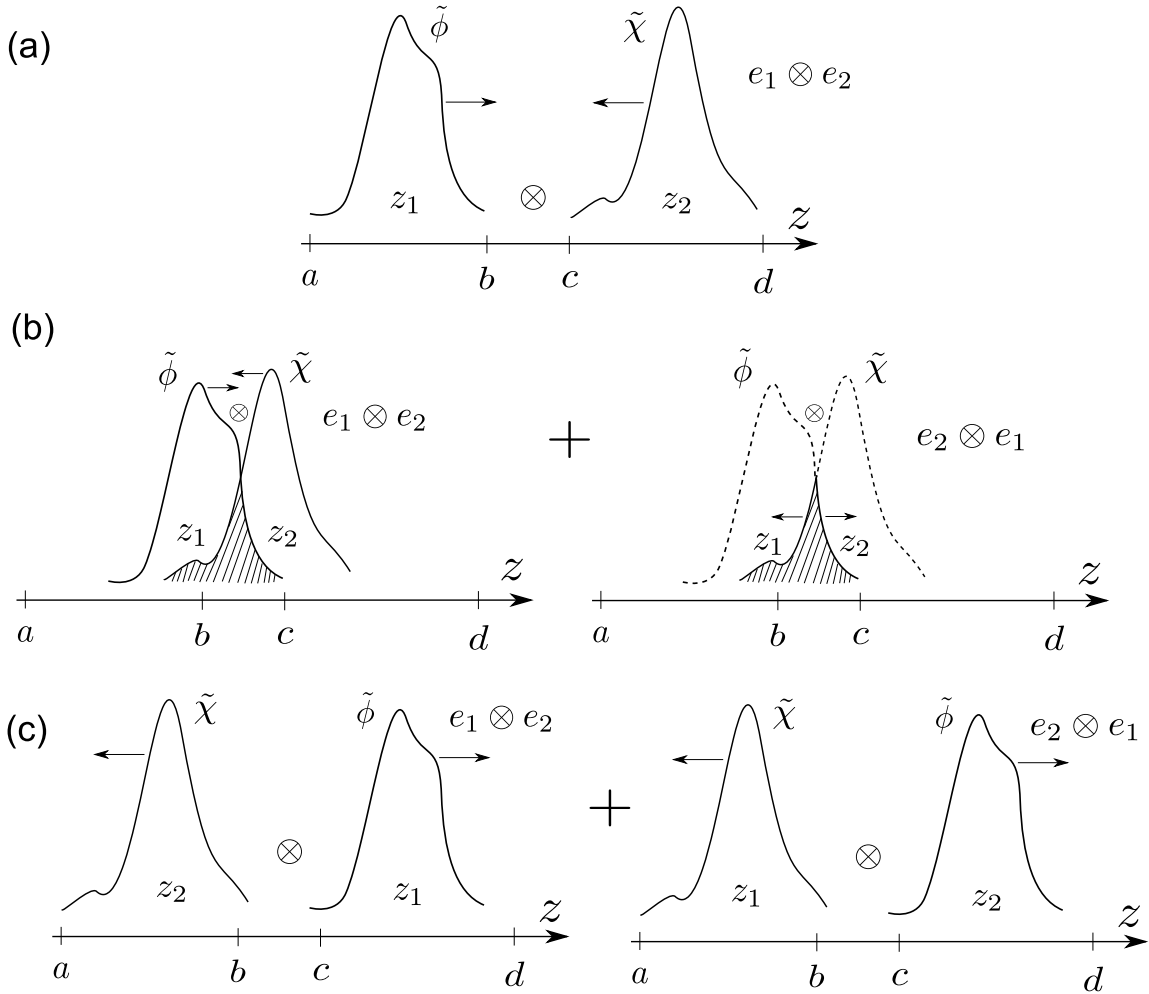 (a)
ϕ̃ χ̃ e₁ ⊗ e₂
z₁ ⊗ z₂ z
a b c d
(b)
ϕ̃ χ̃ ⊗ e₁ ⊗ e₂ + ϕ̃ χ̃ ⊗ e₂ ⊗ e₁
z₁ z₂ z z₁ z₂ z
a b c d a b c d
(c)
χ̃ ϕ̃ e₁ ⊗ e₂ + χ̃ ϕ̃ e₂ ⊗ e₁
z₂ ⊗ z₁ z z₁ ⊗ z₂ z
a b c d a b c d